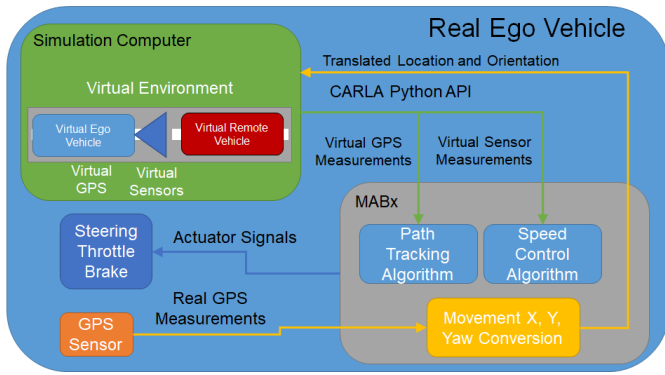 Real Ego Vehicle
Simulation Computer
Translated Location and Orientation
Virtual Environment
CARLA Python API
Virtual Ego
Vehicle
Virtual Remote
Vehicle
Virtual
GPS
Virtual
Sensors
Virtual GPS
Measurements
Virtual Sensor
Measurements
MABx
Steering
Throttle
Brake
Actuator Signals
Path
Tracking
Algorithm
Speed
Control
Algorithm
Real GPS
Measurements
GPS
Sensor
Movement X, Y,
Yaw Conversion